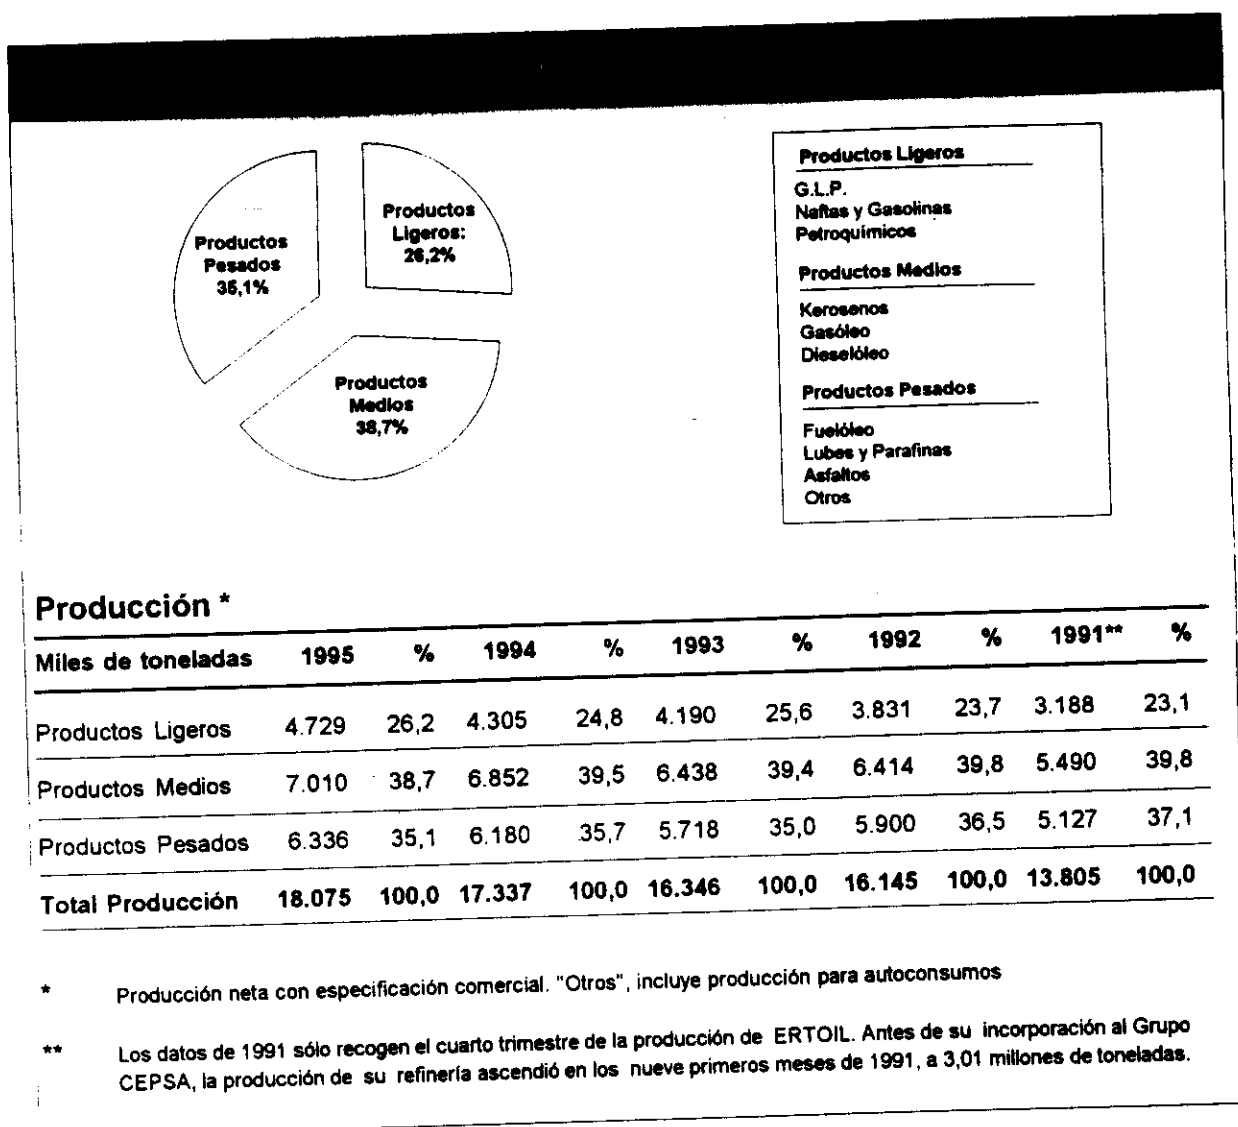 Productos
Pesados
35,1%
Productos
Ligeros:
26,2%
Productos
Medios
38,7%
Productos Ligeros
G.L.P.
Naftas y Gasolinas
Petroquímicos
Productos Medios
Kerosenos
Gasóleo
Dieselóleo
Productos Pesados
Fuelóleo
Lubes y Parafinas
Asfaltos
Otros
Producción *
Miles de toneladas 1995 % 1994 % 1993 % 1992 % 1991** %
Productos Ligeros 4.729 26,2 4.305 24,8 4.190 25,6 3.831 23,7 3.188 23,1
Productos Medios 7.010 38,7 6.852 39,5 6.438 39,4 6.414 39,8 5.490 39,8
Productos Pesados 6.336 35,1 6.180 35,7 5.718 35,0 5.900 36,5 5.127 37,1
Total Producción 18.075 100,0 17.337 100,0 16.346 100,0 16.145 100,0 13.805 100,0
* Producción neta con especificación comercial. "Otros", incluye producción para autoconsumos
** Los datos de 1991 sólo recogen el cuarto trimestre de la producción de ERTOIL. Antes de su incorporación al Grupo
CEPSA, la producción de su refinería ascendió en los nueve primeros meses de 1991, a 3,01 millones de toneladas.